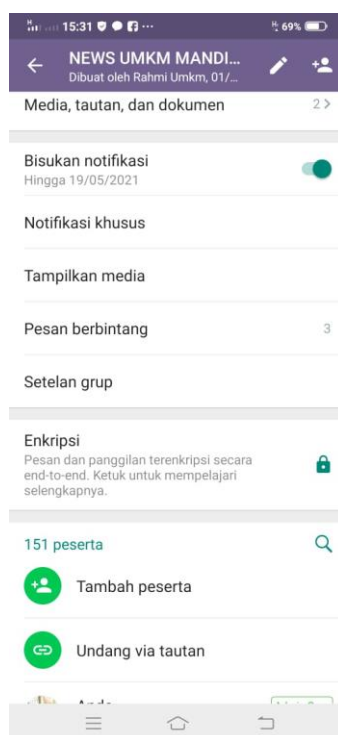 15:31
69%
NEWS UMKM MANDI...
Dibuat oleh Rahmi Umkm, 01/...
Media, tautan, dan dokumen 2 >
Bisukan notifikasi
Hingga 19/05/2021
Notifikasi khusus
Tampilkan media
Pesan berbintang 3
Setelan grup
Enkripsi
Pesan dan panggilan terenkripsi secara
end-to-end. Ketuk untuk mempelajari
selengkapnya.
151 peserta
Tambah peserta
Undang via tautan